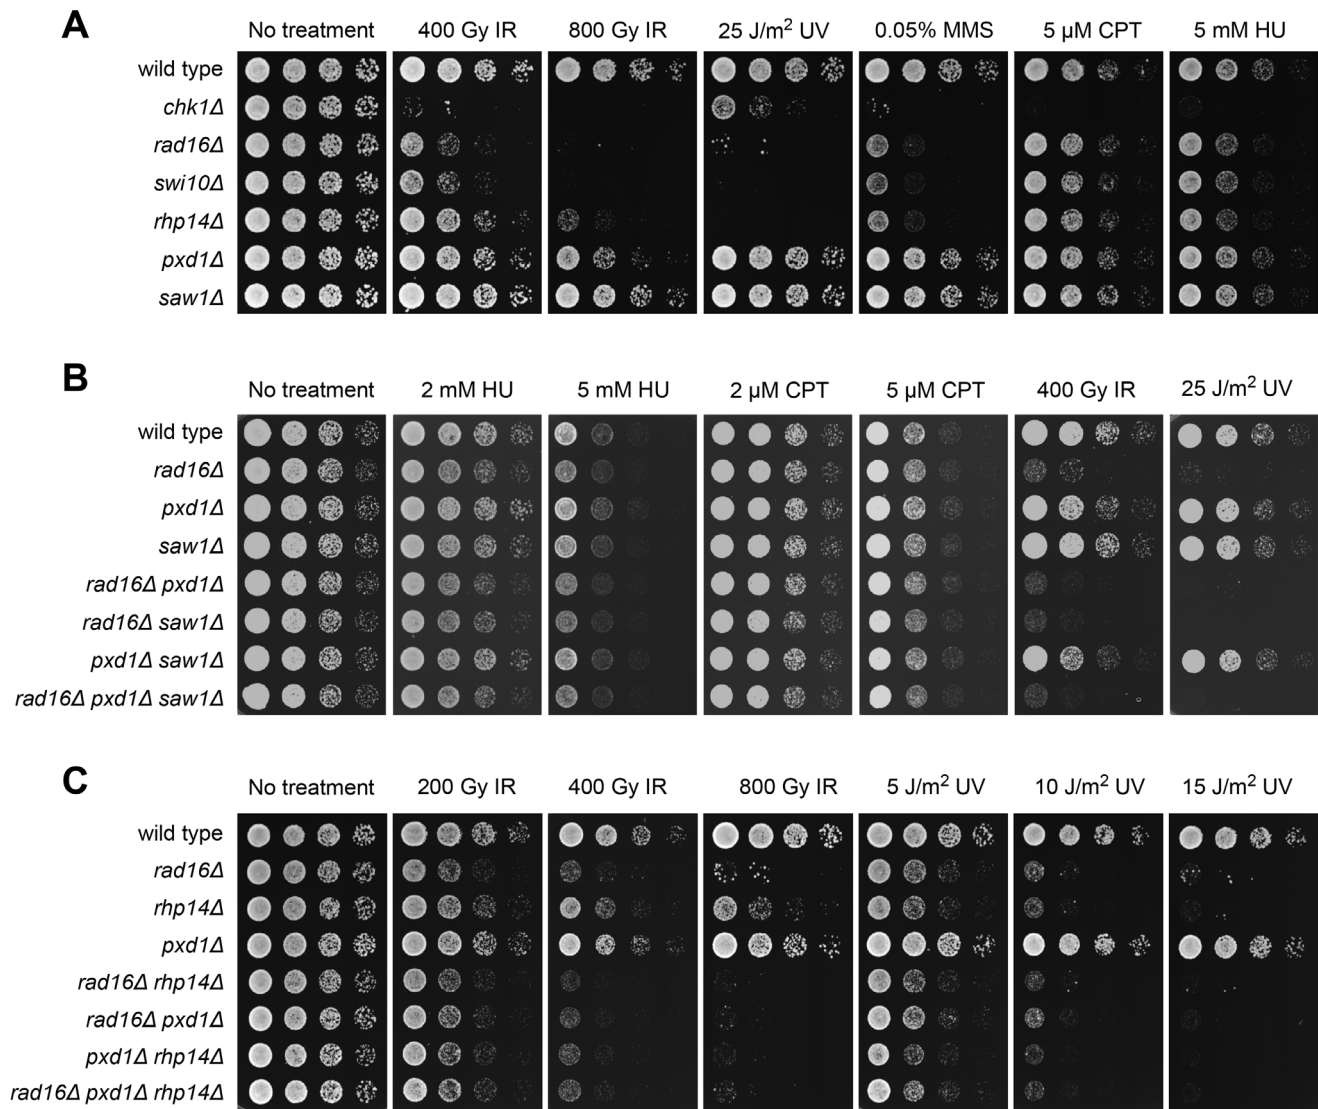 A
No treatment 400 Gy IR 800 Gy IR 25 J/m² UV 0.05% MMS 5 µM CPT 5 mM HU
wild type
chk1Δ
rad16Δ
swi10Δ
rhp14Δ
pxd1Δ
saw1Δ
B
No treatment 2 mM HU 5 mM HU 2 µM CPT 5 µM CPT 400 Gy IR 25 J/m² UV
wild type
rad16Δ
pxd1Δ
saw1Δ
rad16Δ pxd1Δ
rad16Δ saw1Δ
pxd1Δ saw1Δ
rad16Δ pxd1Δ saw1Δ
C
No treatment 200 Gy IR 400 Gy IR 800 Gy IR 5 J/m² UV 10 J/m² UV 15 J/m² UV
wild type
rad16Δ
rhp14Δ
pxd1Δ
rad16Δ rhp14Δ
rad16Δ pxd1Δ
pxd1Δ rhp14Δ
rad16Δ pxd1Δ rhp14Δ